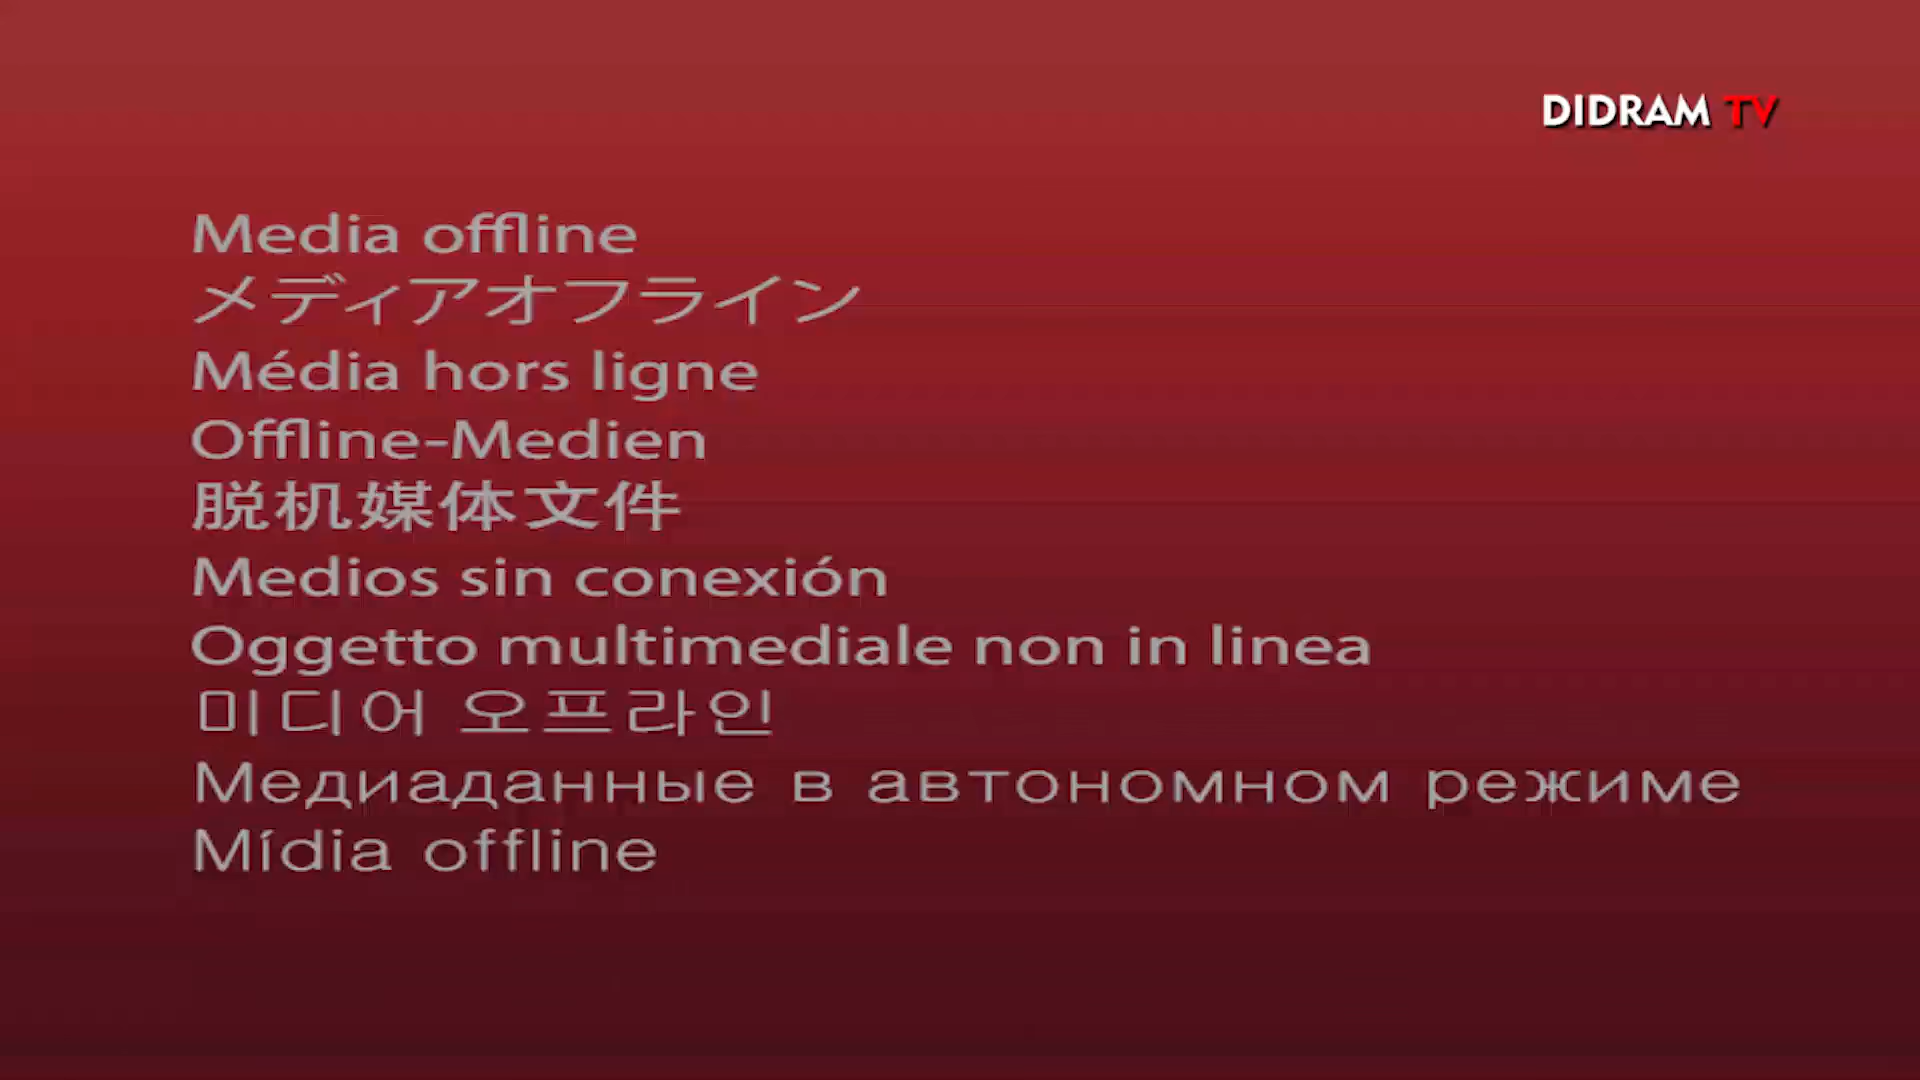 DIDRAM TV
Media offline
メディアオフライン
Média hors ligne
Offline-Medien
脱机媒体文件
Medios sin conexión
Oggetto multimediale non in linea
미디어 오프라인
Медиаданные в автономном режиме
Mídia offline